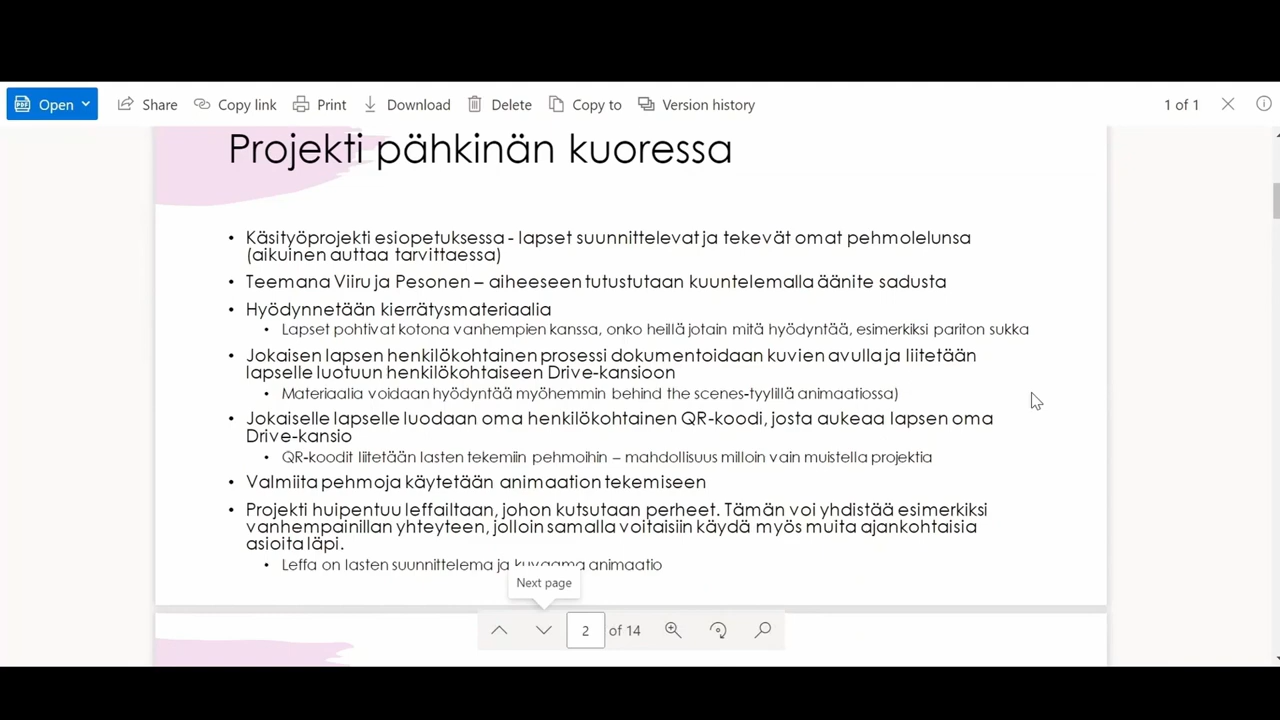 Open
Share
Copy link
Print
Download
Delete
Copy to
Version history
1 of 1
Projekti pähkinän kuoressa
• Käsityöprojekti esiopetuksessa - lapset suunnittelevat ja tekevät omat pehmolelunsa
(aikuinen auttaa tarvittaessa)
• Teemana Viiru ja Pesonen – aiheeseen tutustutaan kuuntelemalla äänite sadusta
• Hyödynnetään kierrätysmateriaalia
• Lapset pohtivat kotona vanhempien kanssa, onko heillä jotain mitä hyödyntää, esimerkiksi pariton sukka
• Jokaisen lapsen henkilökohtainen prosessi dokumentoidaan kuvien avulla ja liitetään
lapselle luotuun henkilökohtaiseen Drive-kansioon
• Materiaalia voidaan hyödyntää myöhemmin behind the scenes-tyylillä animaatiossa)
• Jokaiselle lapselle luodaan oma henkilökohtainen QR-koodi, josta aukeaa lapsen oma
Drive-kansio
• QR-koodit liitetään lasten tekemiin pehmoihin – mahdollisuus milloin vain muistella projektia
• Valmiita pehmoja käytetään animaation tekemiseen
• Projekti huipentuu leffailtaan, johon kutsutaan perheet. Tämän voi yhdistää esimerkiksi
vanhempainillan yhteyteen, jolloin samalla voitaisiin käydä myös muita ajankohtaisia
asioita läpi.
• Leffa on lasten suunnittelema ja kuvaama animaatio
Next page
2 of 14